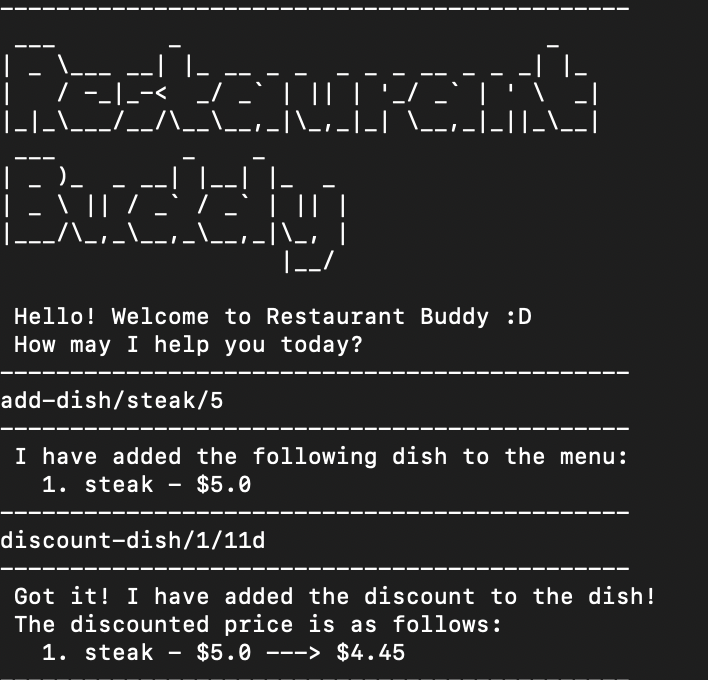 ---------------------------------------------
Restaurant
Buddy
Hello! Welcome to Restaurant Buddy :D
How may I help you today?
---------------------------------------------
add-dish/steak/5
---------------------------------------------
I have added the following dish to the menu:
1. steak - $5.0
---------------------------------------------
discount-dish/1/11d
---------------------------------------------
Got it! I have added the discount to the dish!
The discounted price is as follows:
1. steak - $5.0 ---> $4.45
---------------------------------------------